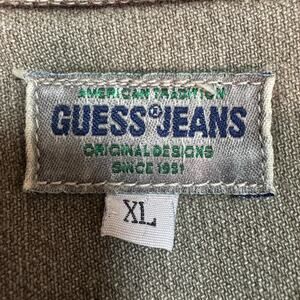 AMERICAN TRADITION
GUESS® JEANS
ORIGINAL DESIGNS
SINCE 1981
XL